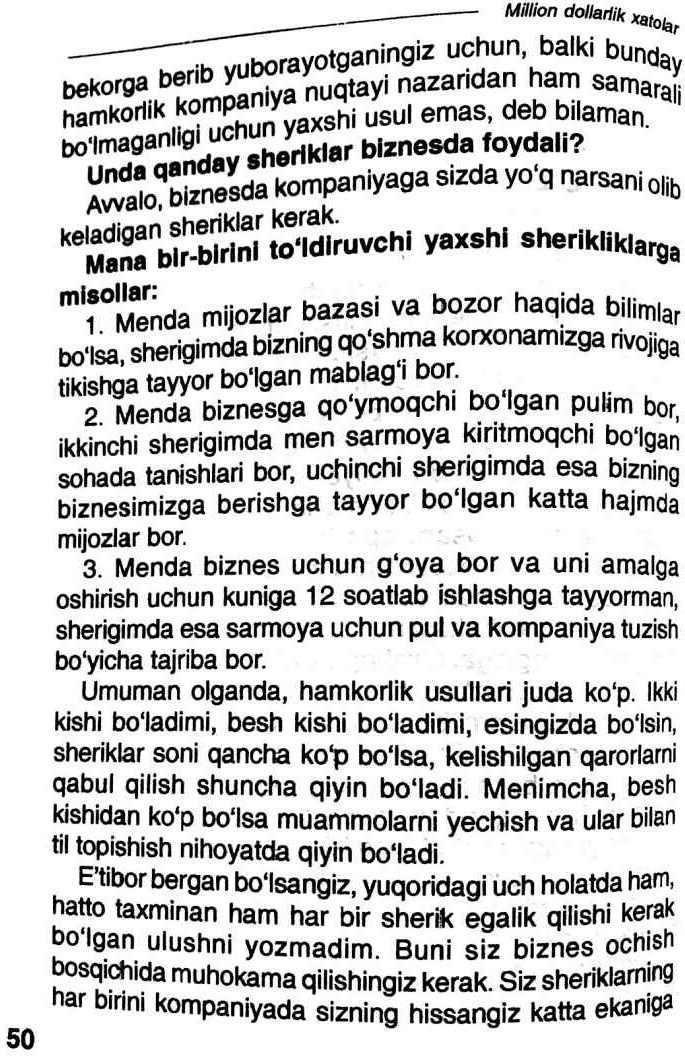 Million dollarlik xatolar
bekorga berib yuborayotganingiz uchun, balki bunday
hamkorlik kompaniya nuqtayi nazaridan ham samarali
bo‘lmaganligi uchun yaxshi usul emas, deb bilaman.
Unda qanday sheriklar biznesda foydali?
Avvalo, biznesda kompaniyaga sizda yo‘q narsani olib
keladigan sheriklar kerak.
Mana bir-birini to‘ldiruvchi yaxshi sherikliklarga
misollar:
1. Menda mijozlar bazasi va bozor haqida bilimlar
bo‘lsa, sherigimda bizning qo‘shma korxonamizga rivojiga
tikishga tayyor bo‘lgan mablag‘i bor.
2. Menda biznesga qo‘ymoqchi bo‘lgan pulim bor,
ikkinchi sherigimda men sarmoya kiritmoqchi bo‘lgan
sohada tanishlari bor, uchinchi sherigimda esa bizning
biznesimizga berishga tayyor bo‘lgan katta hajmda
mijozlar bor.
3. Menda biznes uchun g‘oya bor va uni amalga
oshirish uchun kuniga 12 soatlab ishlashga tayyorman,
sherigimda esa sarmoya uchun pul va kompaniya tuzish
bo‘yicha tajriba bor.
Umuman olganda, hamkorlik usullari juda ko‘p. Ikki
kishi bo‘ladimi, besh kishi bo‘ladimi, esingizda bo‘lsin,
sheriklar soni qancha ko‘p bo‘lsa, kelishilgan qarorlarni
qabul qilish shuncha qiyin bo‘ladi. Menimcha, besh
kishidan ko‘p bo‘lsa muammolarni yechish va ular bilan
til topishish nihoyatda qiyin bo‘ladi.
E’tibor bergan bo‘lsangiz, yuqoridagi uch holatda ham,
hatto taxminan ham har bir sherik egalik qilishi kerak
bo‘lgan ulushni yozmadim. Buni siz biznes ochish
bosqichida muhokama qilishingiz kerak. Siz sheriklarning
har birini kompaniyada sizning hissangiz katta ekaniga
50